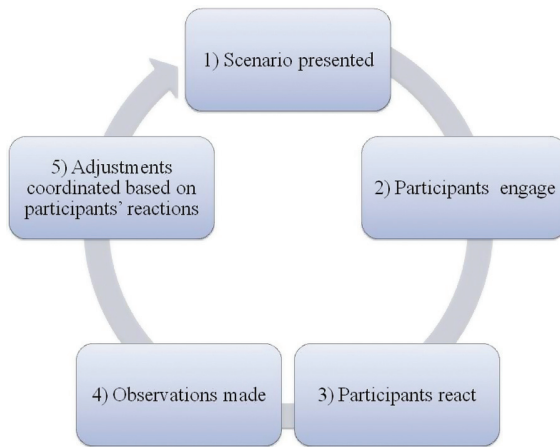 1) Scenario presented
2) Participants engage
3) Participants react
4) Observations made
5) Adjustments
coordinated based on
participants' reactions